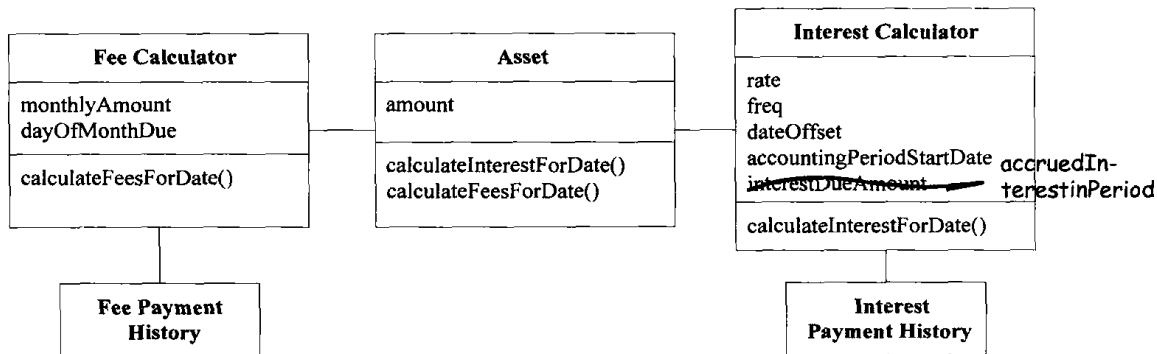 Fee Calculator
monthlyAmount
dayOfMonthDue
calculateFeesForDate()
Asset
amount
calculateInterestForDate()
calculateFeesForDate()
Interest Calculator
rate
freq
dateOffset
accountingPeriodStartDate
interestDueAmount
accruedIn-
terestinPeriod
calculateInterestForDate()
Fee Payment
History
Interest
Payment History